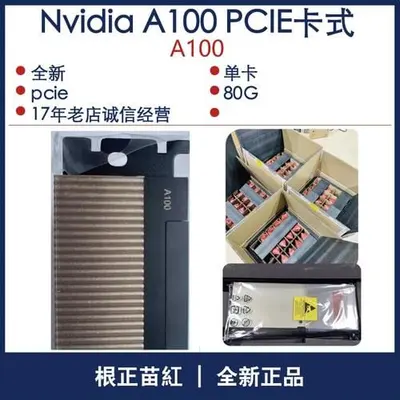 Nvidia A100 PCIE卡式
A100
全新
单卡
pcie
80G
17年老店诚信经营
A100
根正苗紅 | 全新正品